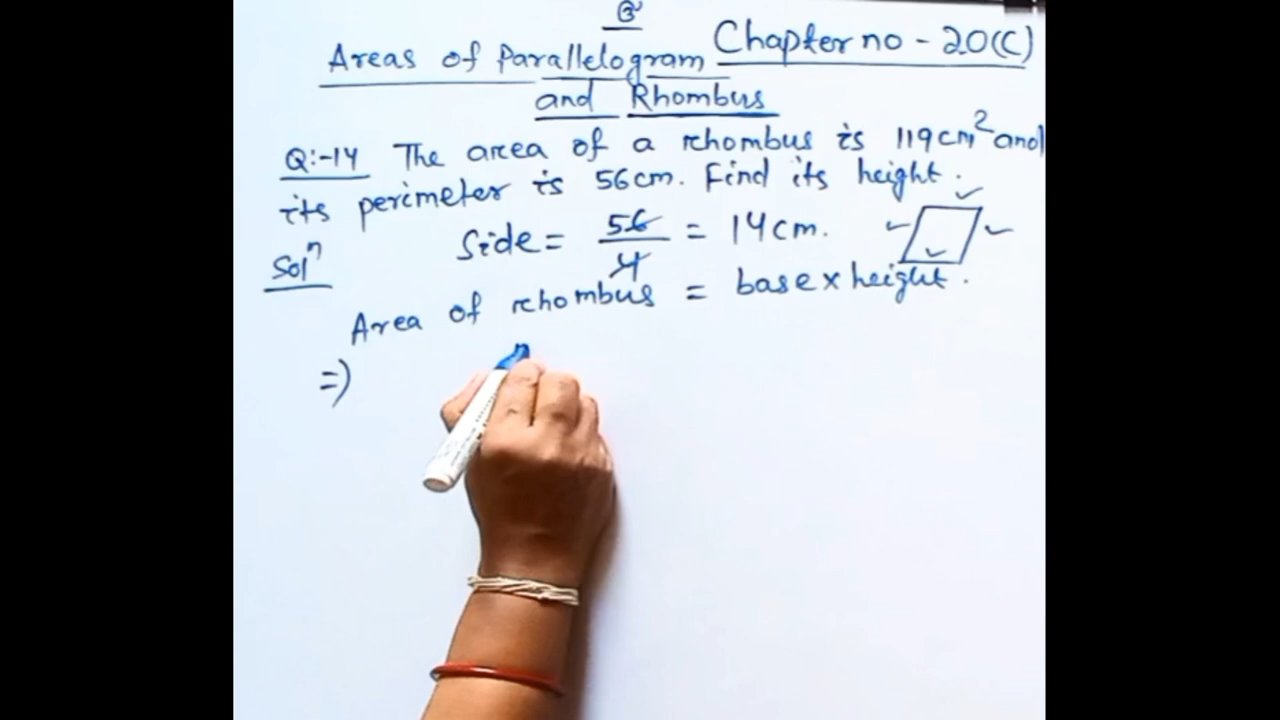 Areas of Parallelogram Chapter no - 20(C)
and Rhombus
Q:-14 The area of a rhombus is 119cm² and
its perimeter is 56cm. Find its height.
Solⁿ Side = 56/4 = 14cm.
Area of rhombus = base x height.
=)